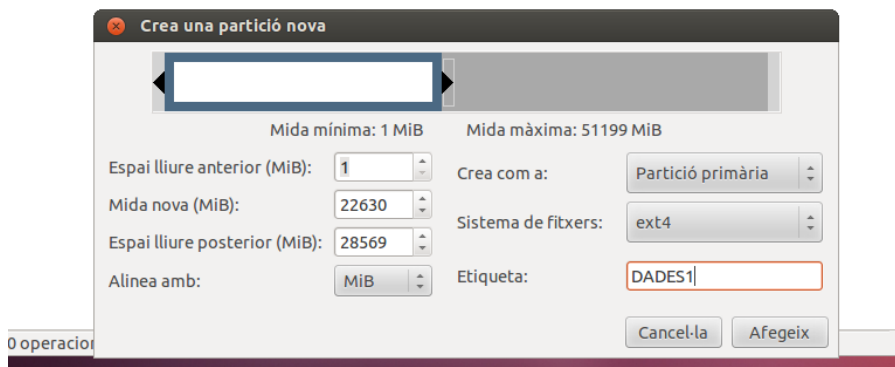 Crea una partició nova
Mida mínima: 1 MiB Mida màxima: 51199 MiB
Espai lliure anterior (MiB): 1 Crea com a: Partició primària
Mida nova (MiB): 22630 Sistema de fitxers: ext4
Espai lliure posterior (MiB): 28569
Alinea amb: MiB Etiqueta: DADES1
Cancel·la Afegeix
0 operacion